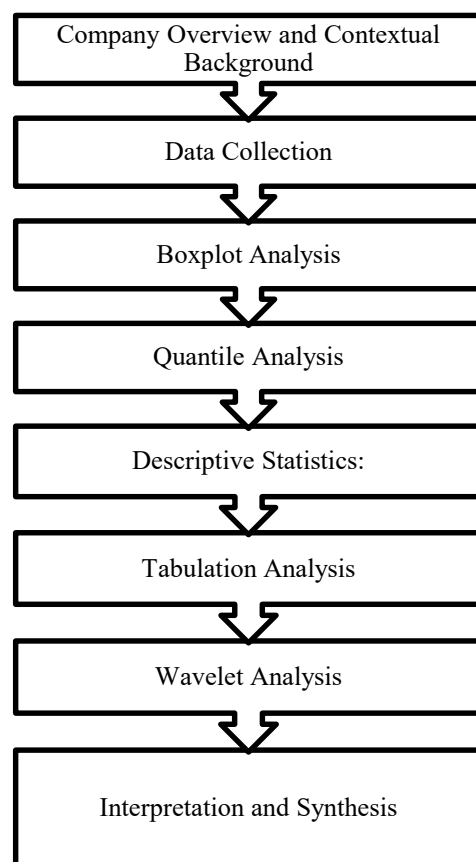 Company Overview and Contextual
Background
Data Collection
Boxplot Analysis
Quantile Analysis
Descriptive Statistics:
Tabulation Analysis
Wavelet Analysis
Interpretation and Synthesis